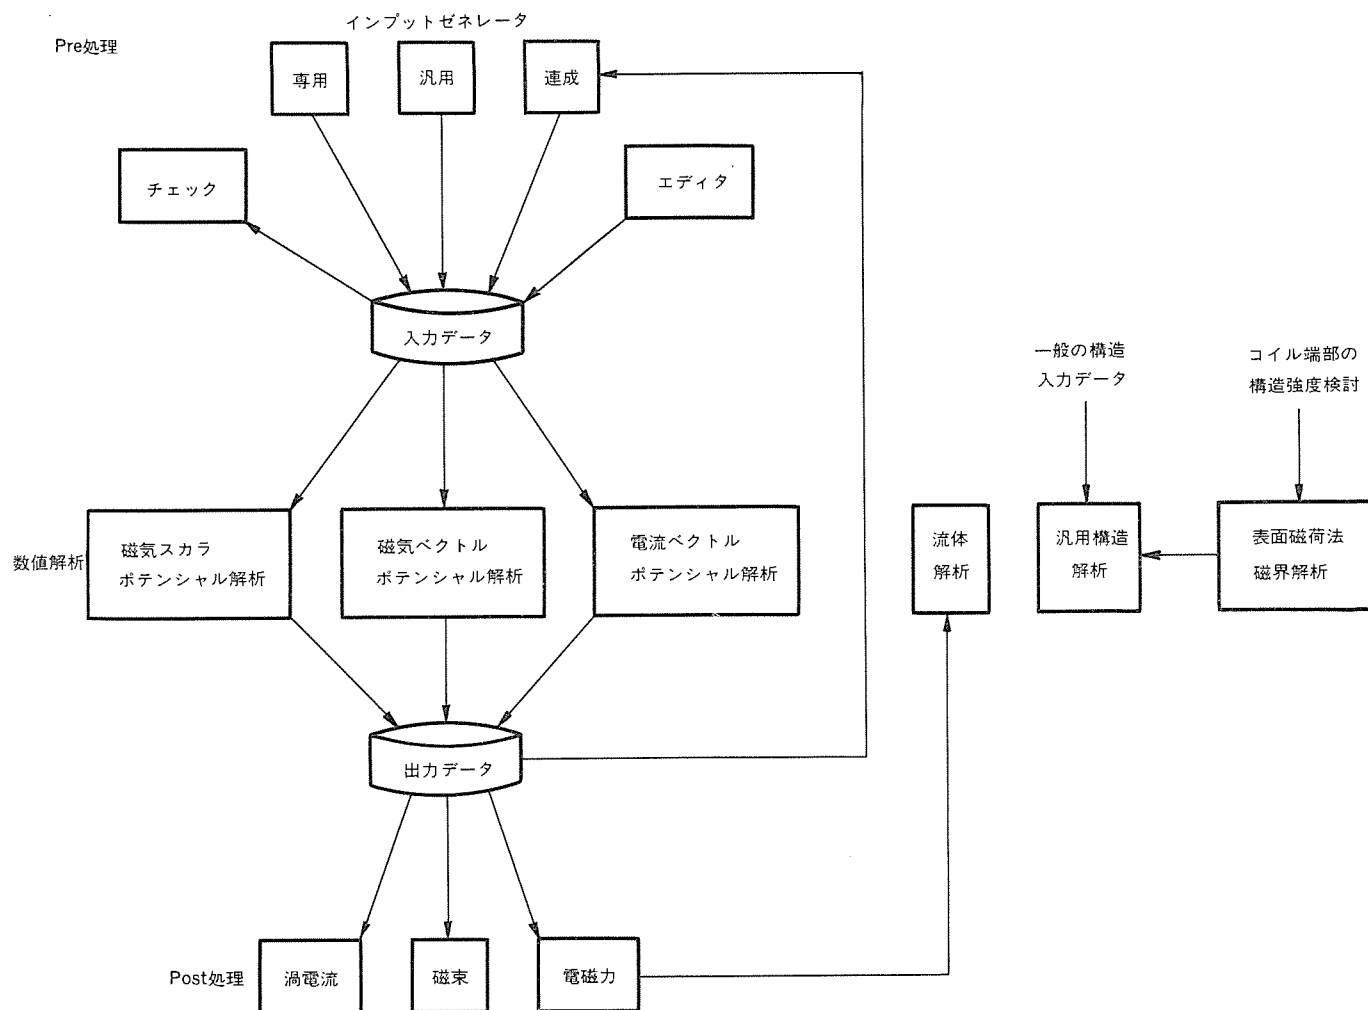 インプットゼネレータ
Pre処理
専用
汎用
連成
チェック
エディタ
入力データ
一般の構造
入力データ
コイル端部の
構造強度検討
数値解析
磁気スカラ
ポテンシャル解析
磁気ベクトル
ポテンシャル解析
電流ベクトル
ポテンシャル解析
流体
解析
汎用構造
解析
表面磁荷法
磁界解析
出力データ
Post処理
渦電流
磁束
電磁力